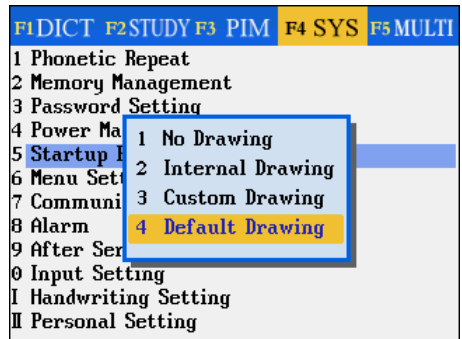 F1DICT F2STUDY F3 PIM F4 SYS F5MULTI
1 Phonetic Repeat
2 Memory Management
3 Password Setting
4 Power Ma
5 Startup
6 Menu Sett
7 Communi
8 Alarm
9 After Ser
0 Input Setting
I Handwriting Setting
II Personal Setting
1 No Drawing
2 Internal Drawing
3 Custom Drawing
4 Default Drawing